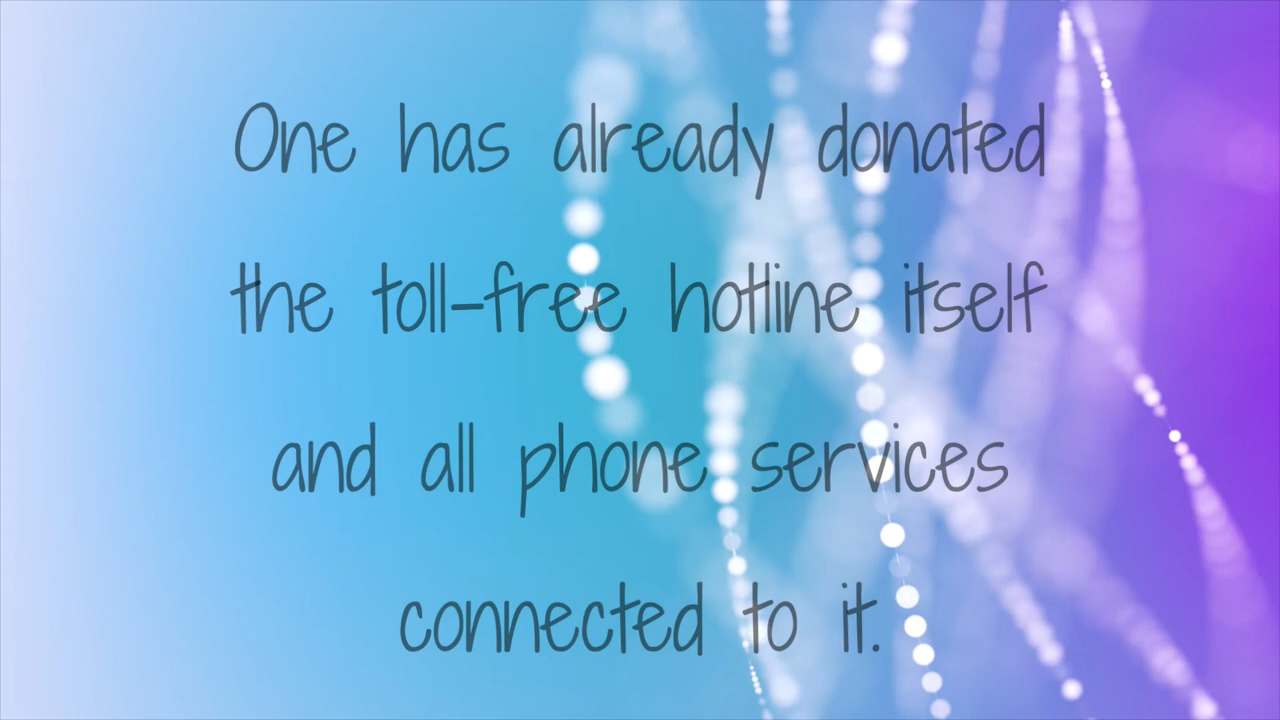 One has already donated
the toll-free hotline itself
and all phone services
connected to it.